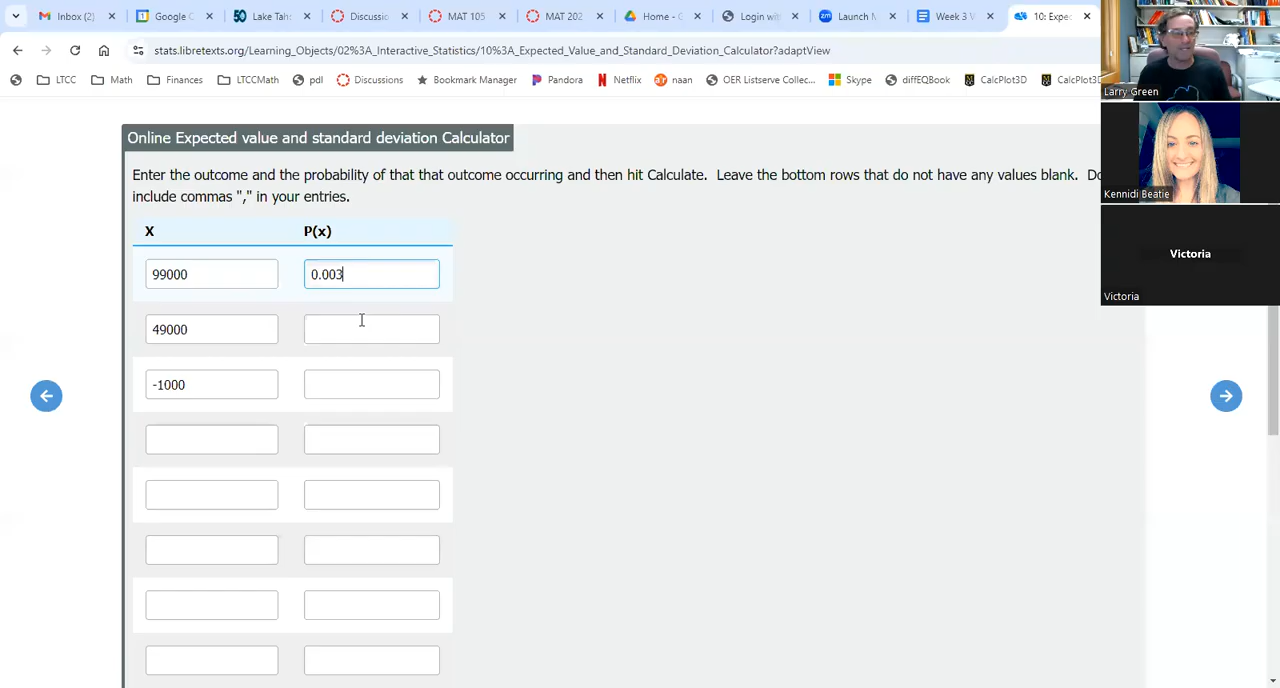 Inbox (2)
Google C
Lake Tah
Discussio
MAT 100
MAT 202
Home - G
Login wit
Launch M
Week 3 V
10: Expec
stats.libretexts.org/Learning_Objects/02%3A_Interactive_Statistics/10%3A_Expected_Value_and_Standard_Deviation_Calculator?adaptView
LTCC
Math
Finances
LTCCMath
pdl
Discussions
Bookmark Manager
Pandora
Netflix
naan
OER Listserve Collec...
Skype
diffEQBook
CalcPlot3D
CalcPlot3D
Larry Green
Kennidi Beatie
Victoria
Victoria
Online Expected value and standard deviation Calculator
Enter the outcome and the probability of that that outcome occurring and then hit Calculate. Leave the bottom rows that do not have any values blank. Do
include commas "," in your entries.
X P(x)
99000 0.003
49000
-1000